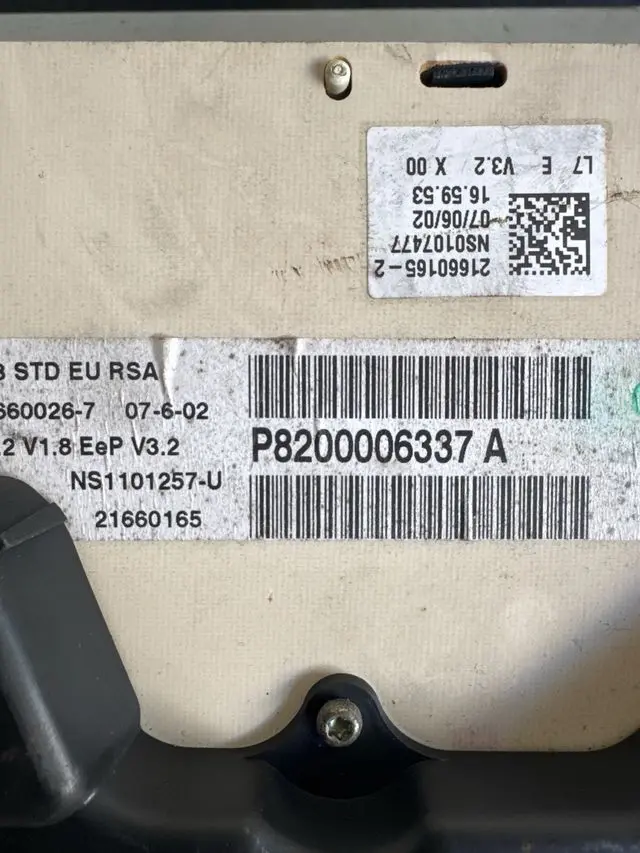 L7 E V3.2 X 00
16.59.53
07/06/02
NS0107477
21660165-2
STD EU RSA
660026-7 07-6-02
.2 V1.8 EeP V3.2
NS1101257-U
21660165
P8200006337 A